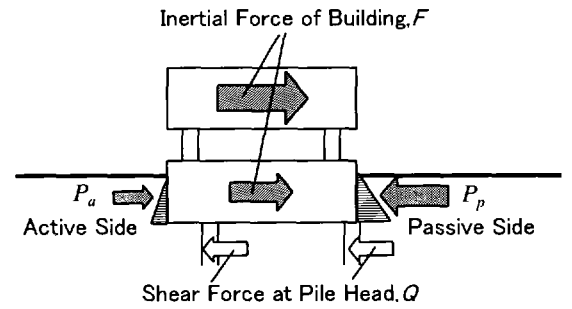 Inertial Force of Building, F
P_a
P_p
Active Side
Passive Side
Shear Force at Pile Head, Q